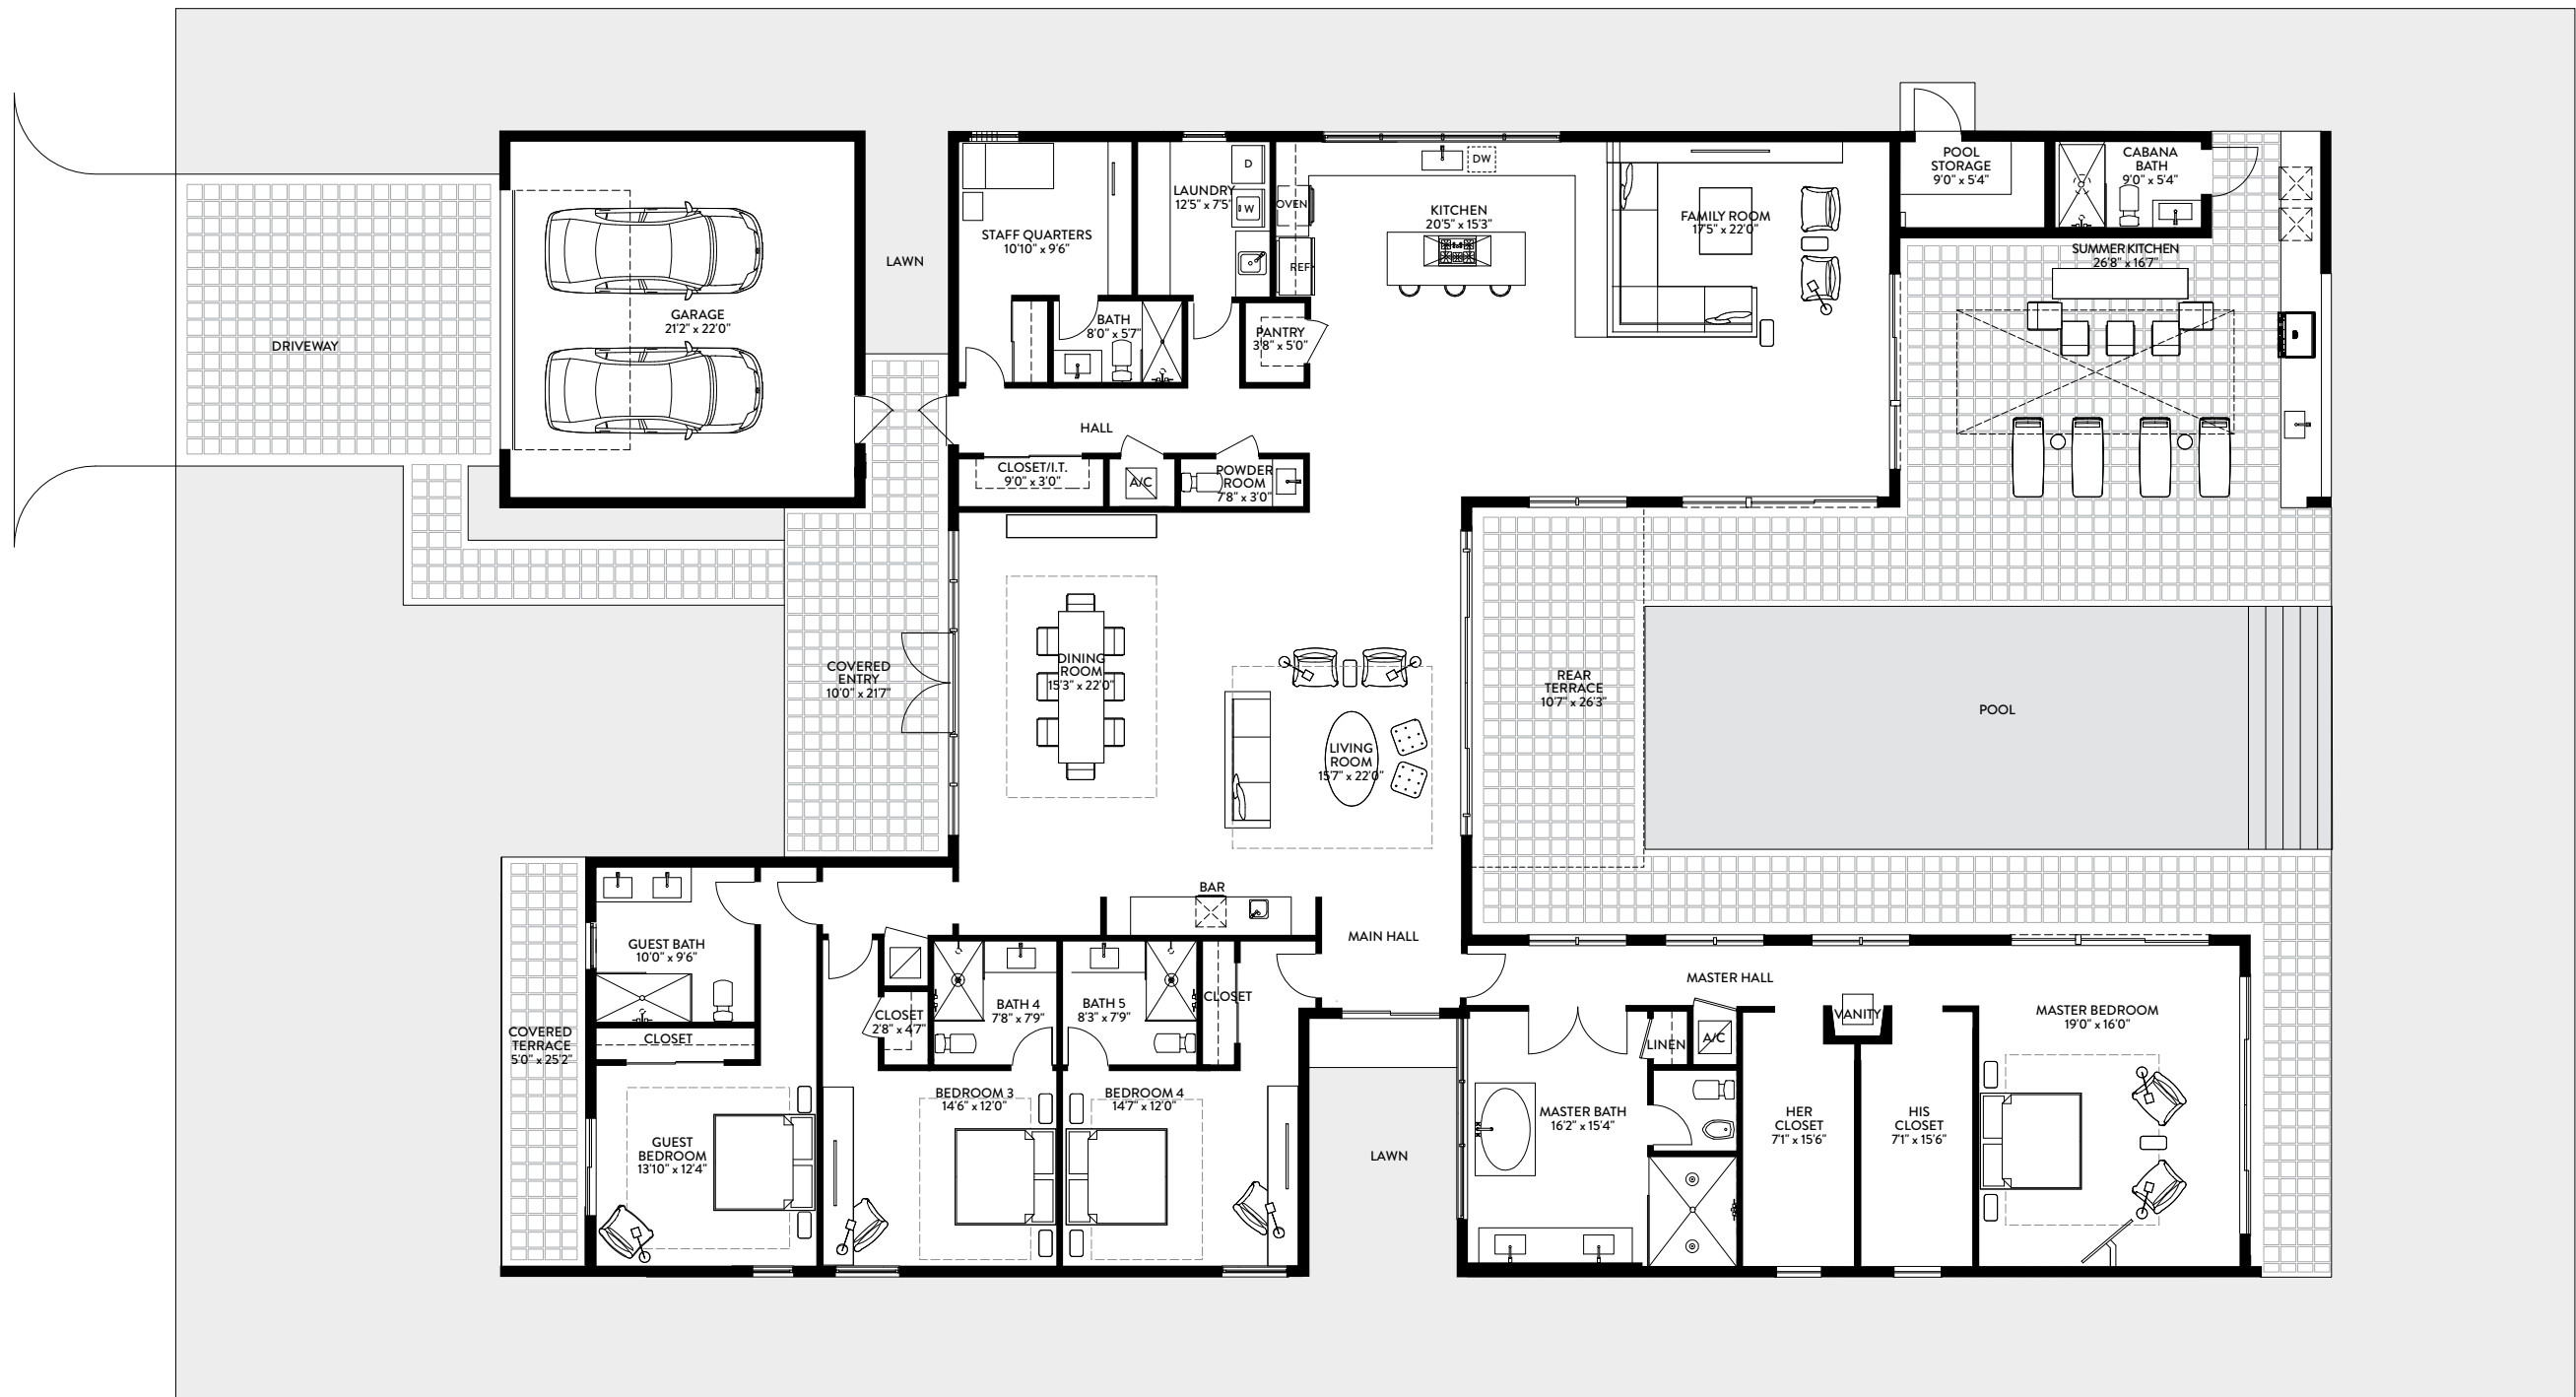 POOL
STORAGE
9'0" x 5'4"
CABANA
BATH
9'0" x 5'4"
D
LAUNDRY
12'5" x 7'5"
W
OVEN
DW
KITCHEN
20'5" x 15'3"
FAMILY ROOM
17'5" x 22'0"
STAFF QUARTERS
10'10" x 9'6"
SUMMER KITCHEN
26'8" x 16'7"
LAWN
REF
GARAGE
21'2" x 22'0"
BATH
8'0" x 5'7"
PANTRY
3'8" x 5'0"
DRIVEWAY
HALL
CLOSET/I.T.
9'0" x 3'0"
A/C
POWDER
ROOM
7'8" x 3'0"
COVERED
ENTRY
10'0" x 21'7"
DINING
ROOM
15'3" x 22'0"
REAR
TERRACE
10'7" x 26'3"
POOL
LIVING
ROOM
15'7" x 22'0"
BAR
GUEST BATH
10'0" x 9'6"
MAIN HALL
MASTER HALL
CLOSET
BATH 4
7'8" x 7'9"
BATH 5
8'3" x 7'9"
CLOSET
2'8" x 4'7"
VANITY
MASTER BEDROOM
19'0" x 16'0"
COVERED
TERRACE
5'0" x 25'2"
CLOSET
LINEN
A/C
BEDROOM 3
14'6" x 12'0"
BEDROOM 4
14'7" x 12'0"
MASTER BATH
16'2" x 15'4"
HER
CLOSET
7'1" x 15'6"
HIS
CLOSET
7'1" x 15'6"
GUEST
BEDROOM
13'10" x 12'4"
LAWN